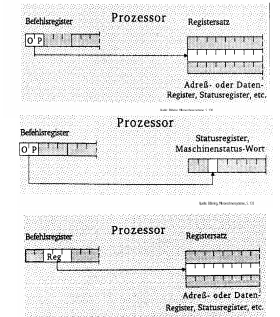 Prozessor
Befehlsregister
Registersatz
O P
Adreß- oder Daten-
Register, Statusregister, etc.
Prozessor
Befehlsregister
Statusregister,
Maschinenstatus-Wort
O P
Prozessor
Befehlsregister
Registersatz
Reg
Adreß- oder Daten-
Register, Statusregister, etc.